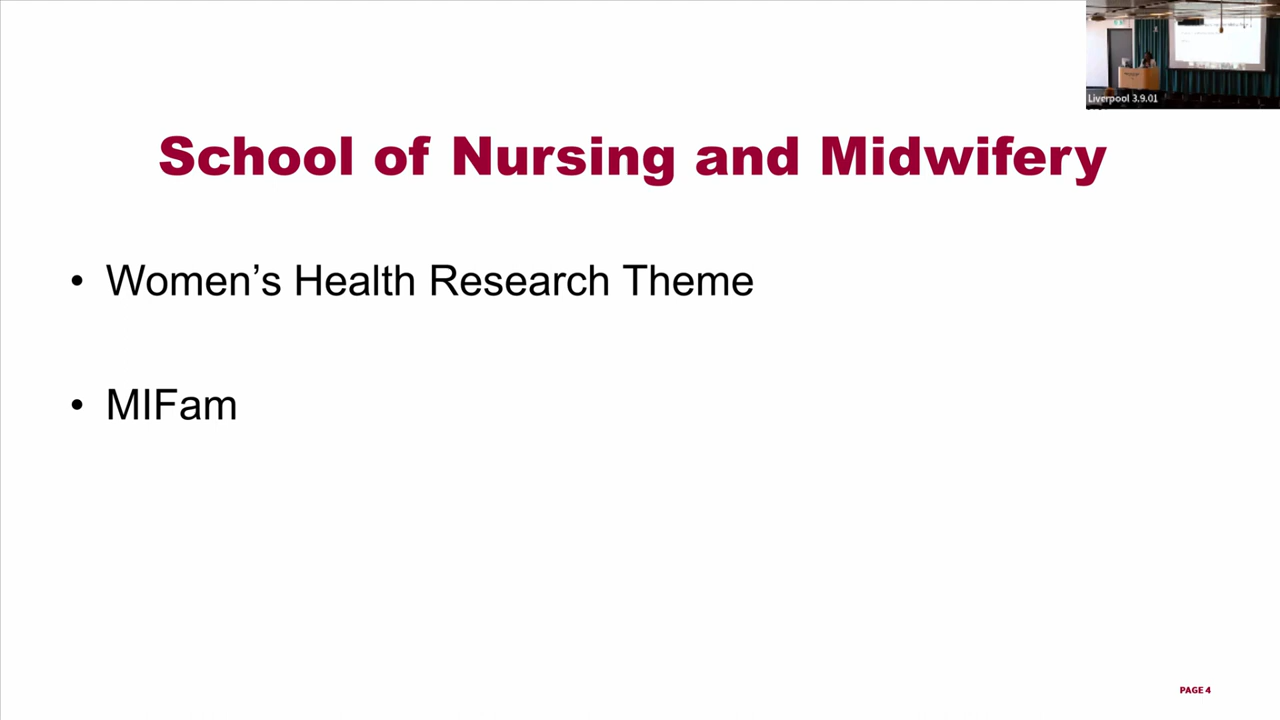 Liverpool 3.9.01
School of Nursing and Midwifery
• Women’s Health Research Theme
• MIFam
PAGE 4